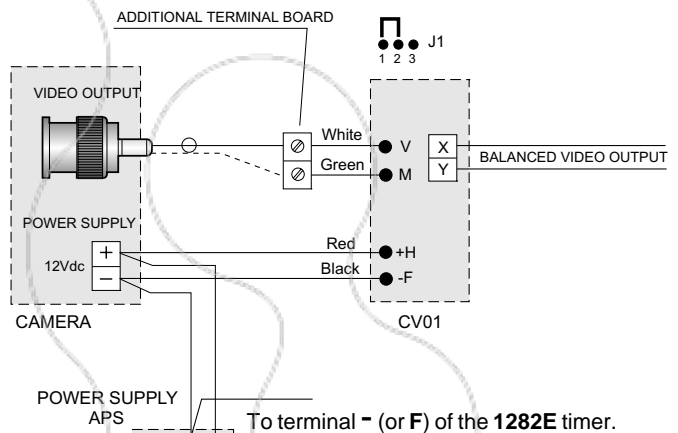 ADDITIONAL TERMINAL BOARD
J1
1 2 3
VIDEO OUTPUT
White
V
X
BALANCED VIDEO OUTPUT
Green
M
Y
POWER SUPPLY
12Vdc
+
−
Red
+H
Black
-F
CAMERA
CV01
POWER SUPPLY
APS
To terminal - (or F) of the 1282E timer.